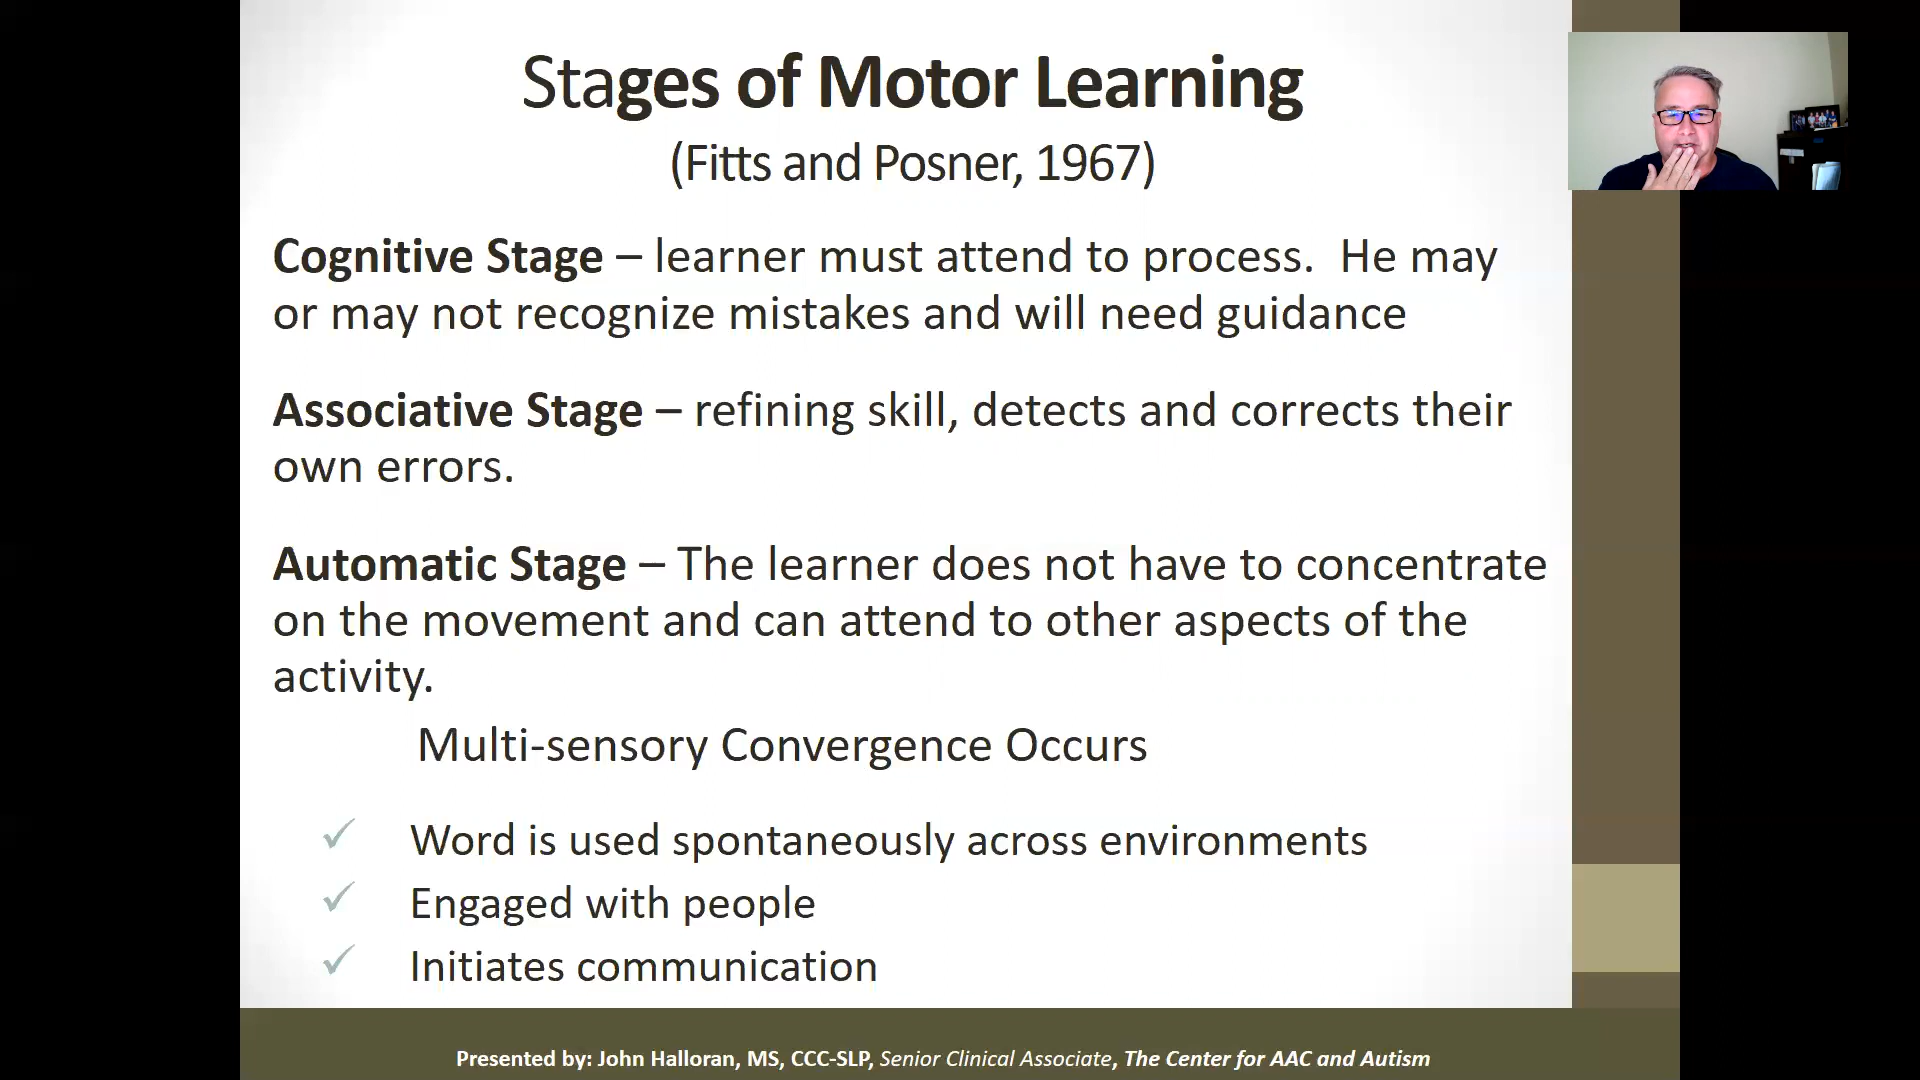 Stages of Motor Learning
(Fitts and Posner, 1967)
Cognitive Stage – learner must attend to process.  He may
or may not recognize mistakes and will need guidance
Associative Stage – refining skill, detects and corrects their
own errors.
Automatic Stage – The learner does not have to concentrate
on the movement and can attend to other aspects of the
activity.
Multi-sensory Convergence Occurs
✓ Word is used spontaneously across environments
✓ Engaged with people
✓ Initiates communication
Presented by: John Halloran, MS, CCC-SLP, Senior Clinical Associate, The Center for AAC and Autism